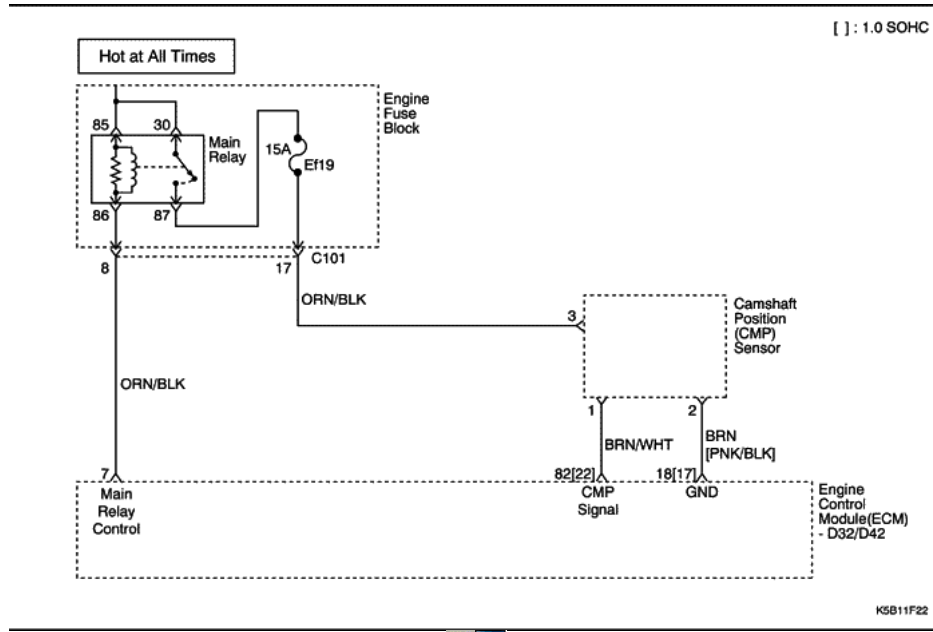 [ ] : 1.0 SOHC
Hot at All Times
Engine
Fuse
Block
85
30
Main
Relay
15A
Ef19
86
87
C101
8
17
ORN/BLK
3
Camshaft
Position
(CMP)
Sensor
ORN/BLK
1
2
BRN/WHT
BRN
[PNK/BLK]
7
82[22]
18[17]
Main
Relay
Control
CMP
Signal
GND
Engine
Control
Module(ECM)
- D32/D42
K5B11F22